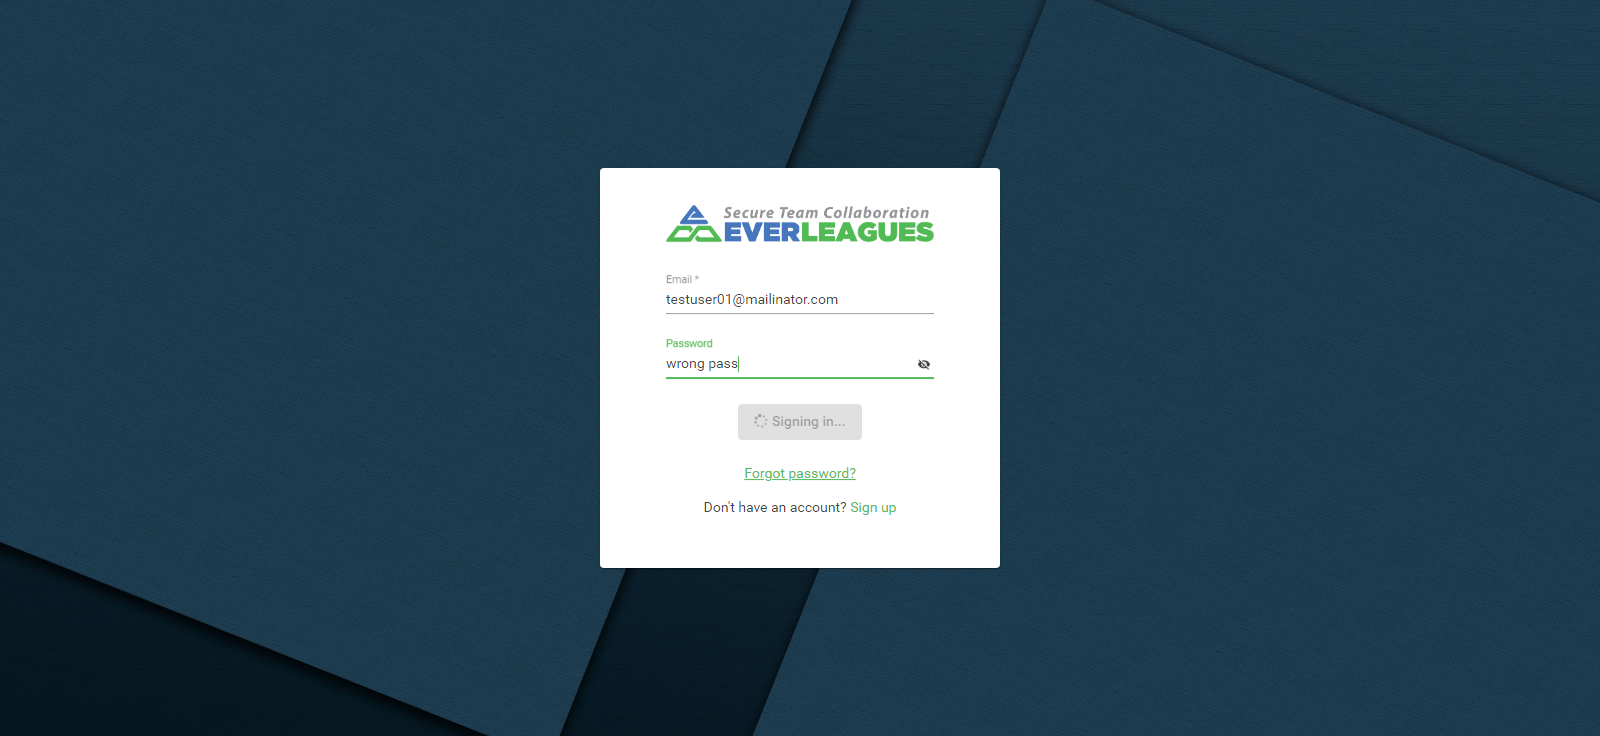 Secure Team Collaboration
EVERLEAGUES
Email *
testuser01@mailinator.com
Password
wrong pass
Signing in...
Forgot password?
Don't have an account? Sign up